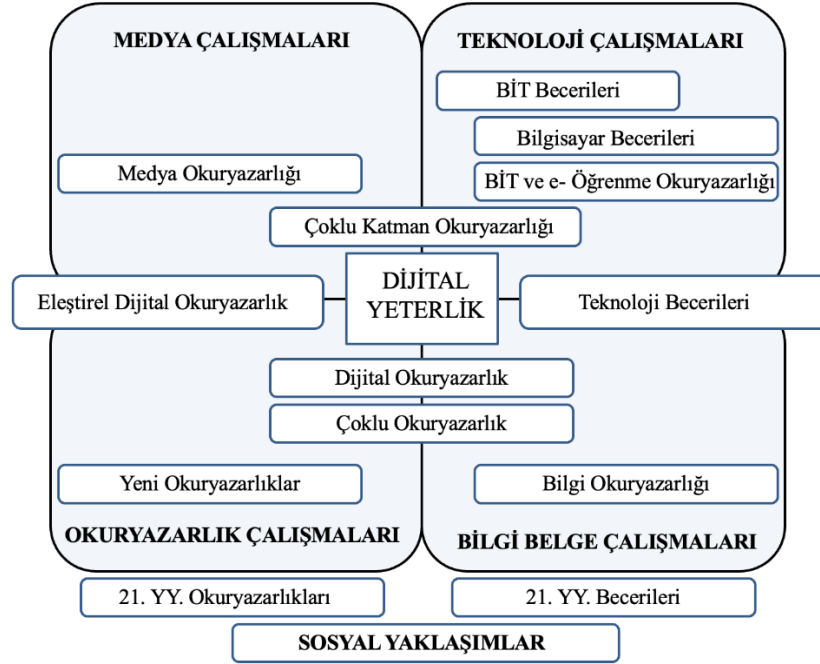 MEDYA ÇALIŞMALARI
TEKNOLOJİ ÇALIŞMALARI
BİT Becerileri
Bilgisayar Becerileri
Medya Okuryazarlığı
BİT ve e- Öğrenme Okuryazarlığı
Çoklu Katman Okuryazarlığı
Eleştirel Dijital Okuryazarlık
DİJİTAL
YETERLİK
Teknoloji Becerileri
Dijital Okuryazarlık
Çoklu Okuryazarlık
Yeni Okuryazarlıklar
Bilgi Okuryazarlığı
OKURYAZARLIK ÇALIŞMALARI
BİLGİ BELGE ÇALIŞMALARI
21. YY. Okuryazarlıkları
21. YY. Becerileri
SOSYAL YAKLAŞIMLAR